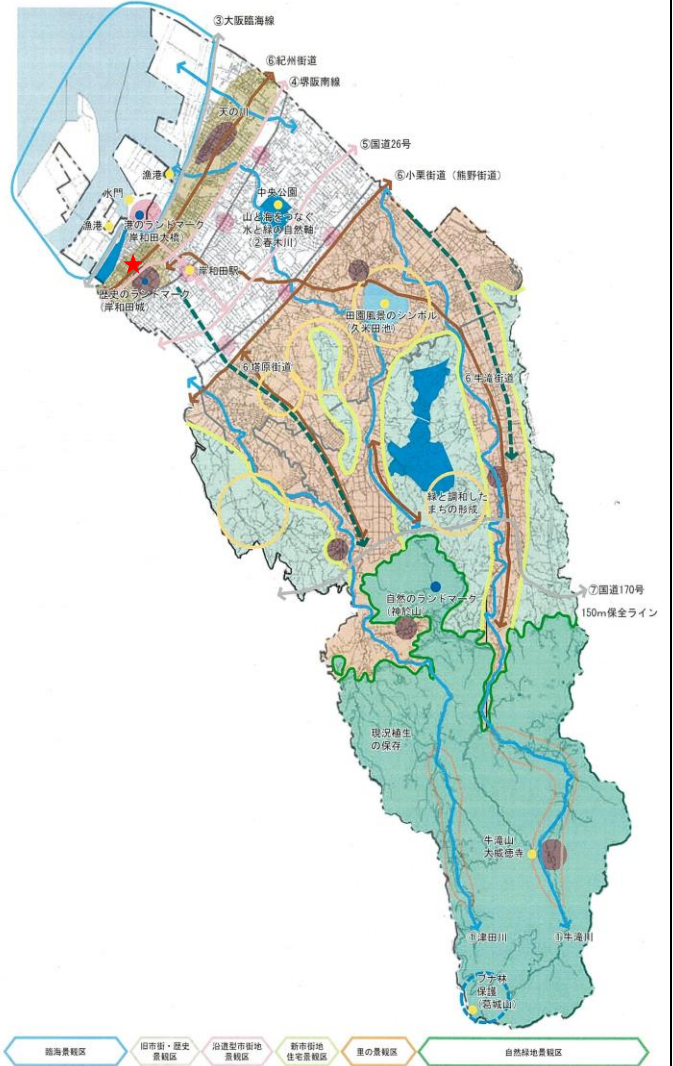 ③大阪臨海線
⑥紀州街道
④堺阪南線
天の川
⑤国道26号
漁港
⑥小栗街道（熊野街道）
水門
中央公園
漁港
港のランドマーク
（岸和田大橋）
山と海をつなぐ
水と緑の自然軸
（②春木川）
岸和田駅
歴史のランドマーク
（岸和田城）
田園風景のシンボル
（久米田池）
6塔原街道
6牛滝街道
緑と調和した
まちの形成
⑦国道170号
自然のランドマーク
（神於山）
150m保全ライン
現況植生
の保存
牛滝山
大威徳寺
①津田川
①牛滝川
ブナ林
保護
（葛城山）
臨海景観区
旧市街・歴史
景観区
沿道型市街地
景観区
新市街地
住宅景観区
里の景観区
自然緑地景観区